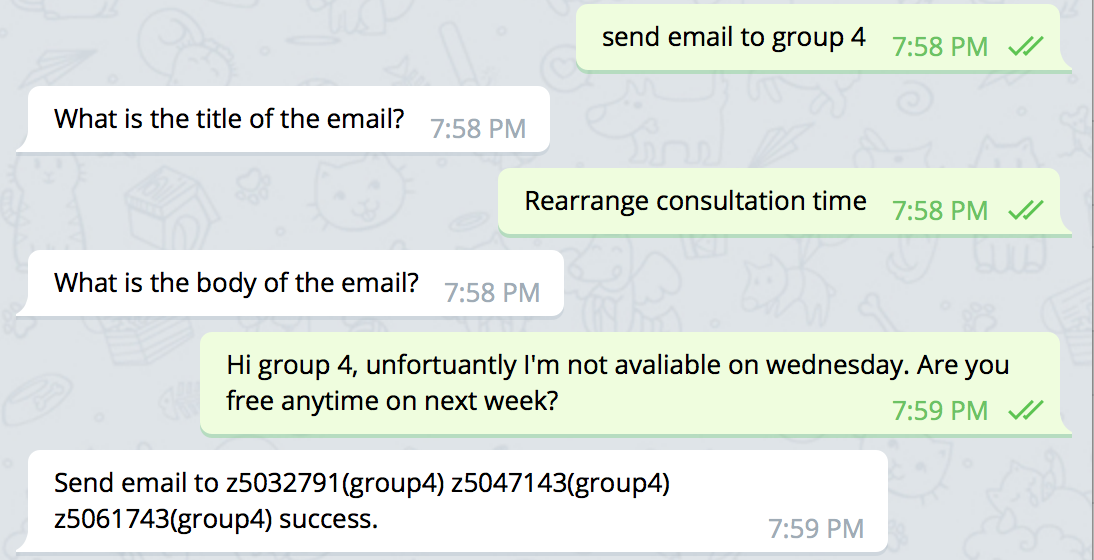 send email to group 4 7:58 PM
What is the title of the email? 7:58 PM
Rearrange consultation time 7:58 PM
What is the body of the email? 7:58 PM
Hi group 4, unfortuantly I'm not avaliable on wednesday. Are you
free anytime on next week? 7:59 PM
Send email to z5032791(group4) z5047143(group4)
z5061743(group4) success. 7:59 PM